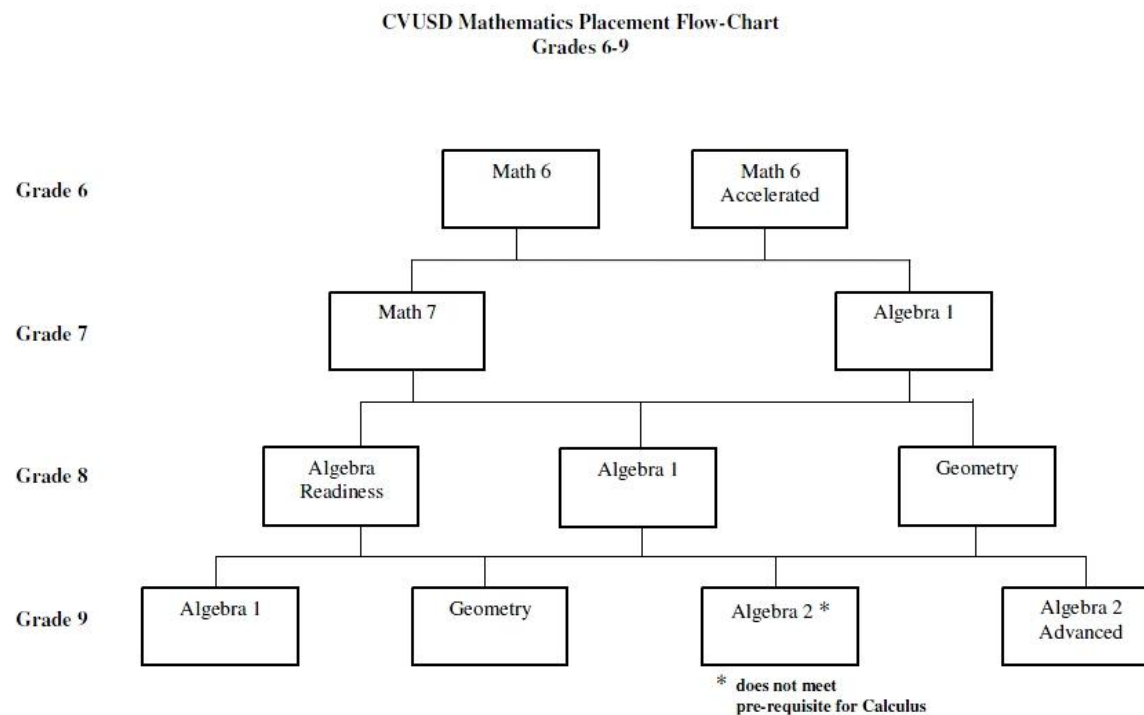 CVUSD Mathematics Placement Flow-Chart
Grades 6-9
Grade 6
Math 6
Math 6
Accelerated
Grade 7
Math 7
Algebra 1
Grade 8
Algebra
Readiness
Algebra 1
Geometry
Grade 9
Algebra 1
Geometry
Algebra 2 *
Algebra 2
Advanced
* does not meet
pre-requisite for Calculus